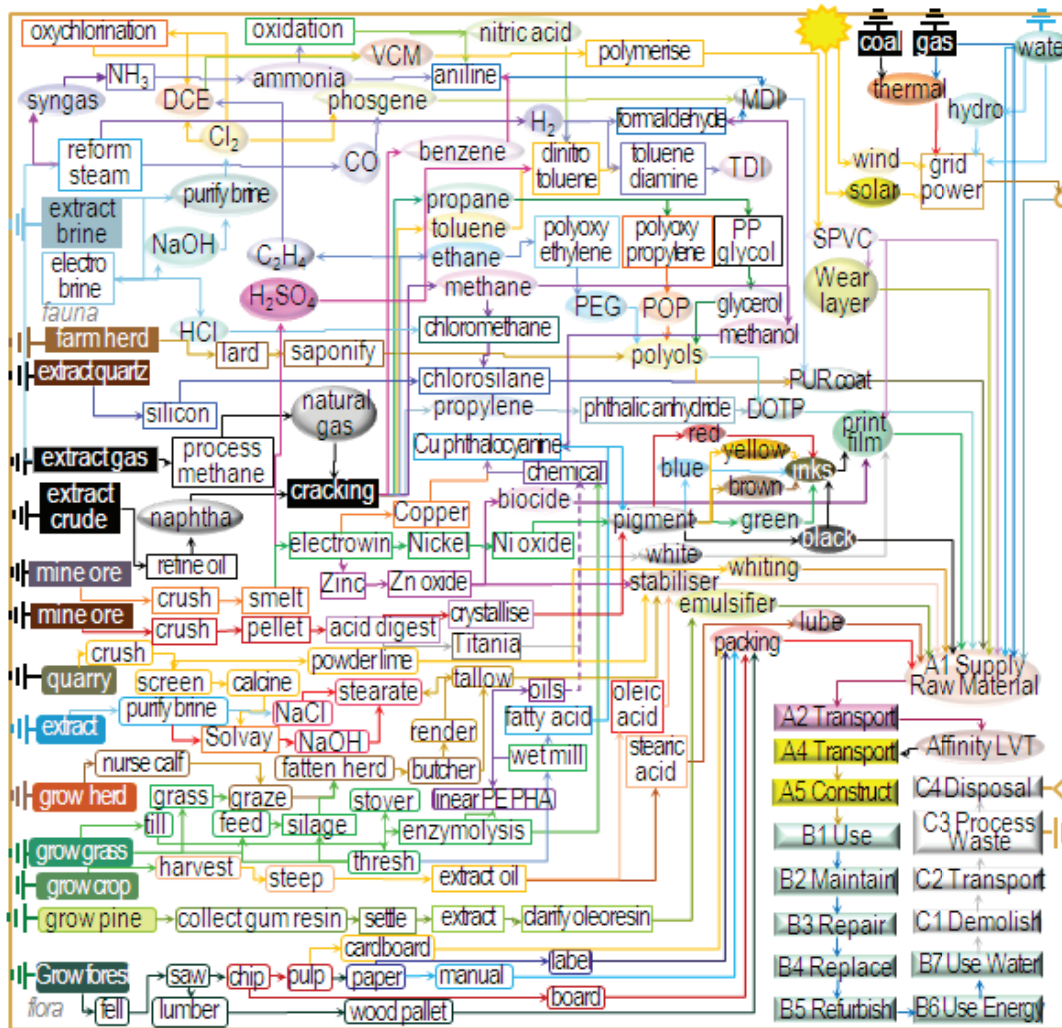 oxychlorination
oxidation
nitric acid
VCM
polymerise
coal
gas
wate
NH3
ammonia
aniline
syngas
DCE
phosgene
MDI
thermal
hydro
Cl2
H2
formaldehyde
reform
steam
CO
benzene
dinitro
toluene
toluene
diamine
TDI
wind
solar
grid
power
purify brine
propane
extract
brine
NaOH
toluene
polyoxy
ethylene
polyoxy
propylene
PP
glycol
SPVC
electro
brine
C2H4
ethane
Wear
layer
fauna
H2SO4
methane
PEG
POP
glycerol
HCl
chloromethane
methanol
farm herd
lard
saponify
polyols
extract quartz
chlorosilane
PUR coat
silicon
natural
gas
propylene
phthalic anhydride
DOTP
print
film
extract gas
process
methane
Cu phthalocyanine
red
yellow
chemical
blue
inks
extract
crude
cracking
biocide
brown
naphtha
Copper
pigment
green
black
refine oil
electrowin
Nickel
Ni oxide
white
mine ore
Zinc
Zn oxide
stabiliser
whiting
crush
smelt
emulsifier
mine ore
crush
pellet
acid digest
crystallise
lube
Titania
packing
crush
powder lime
A1 Supply
Raw Material
quarry
screen
calcine
stearate
tallow
oils
oleic
acid
purify brine
NaCl
fatty acid
A2 Transport
extract
Solvay
NaOH
render
wet mill
stearic
acid
A4 Transport
Affinity LVT
nurse calf
fatten herd
butcher
grow herd
grass
graze
stover
linear PE PHA
A5 Construct
C4 Disposal
till
feed
silage
enzymolysis
B1 Use
C3 Process
Waste
grow grass
harvest
thresh
grow crop
steep
extract oil
B2 Maintain
C2 Transport
grow pine
collect gum resin
settle
extract
clarify oleoresin
B3 Repair
C1 Demolish
cardboard
label
Grow fores
saw
chip
pulp
paper
manual
B4 Replace
B7 Use Water
flora
fell
lumber
wood pallet
board
B5 Refurbish
B6 Use Energy